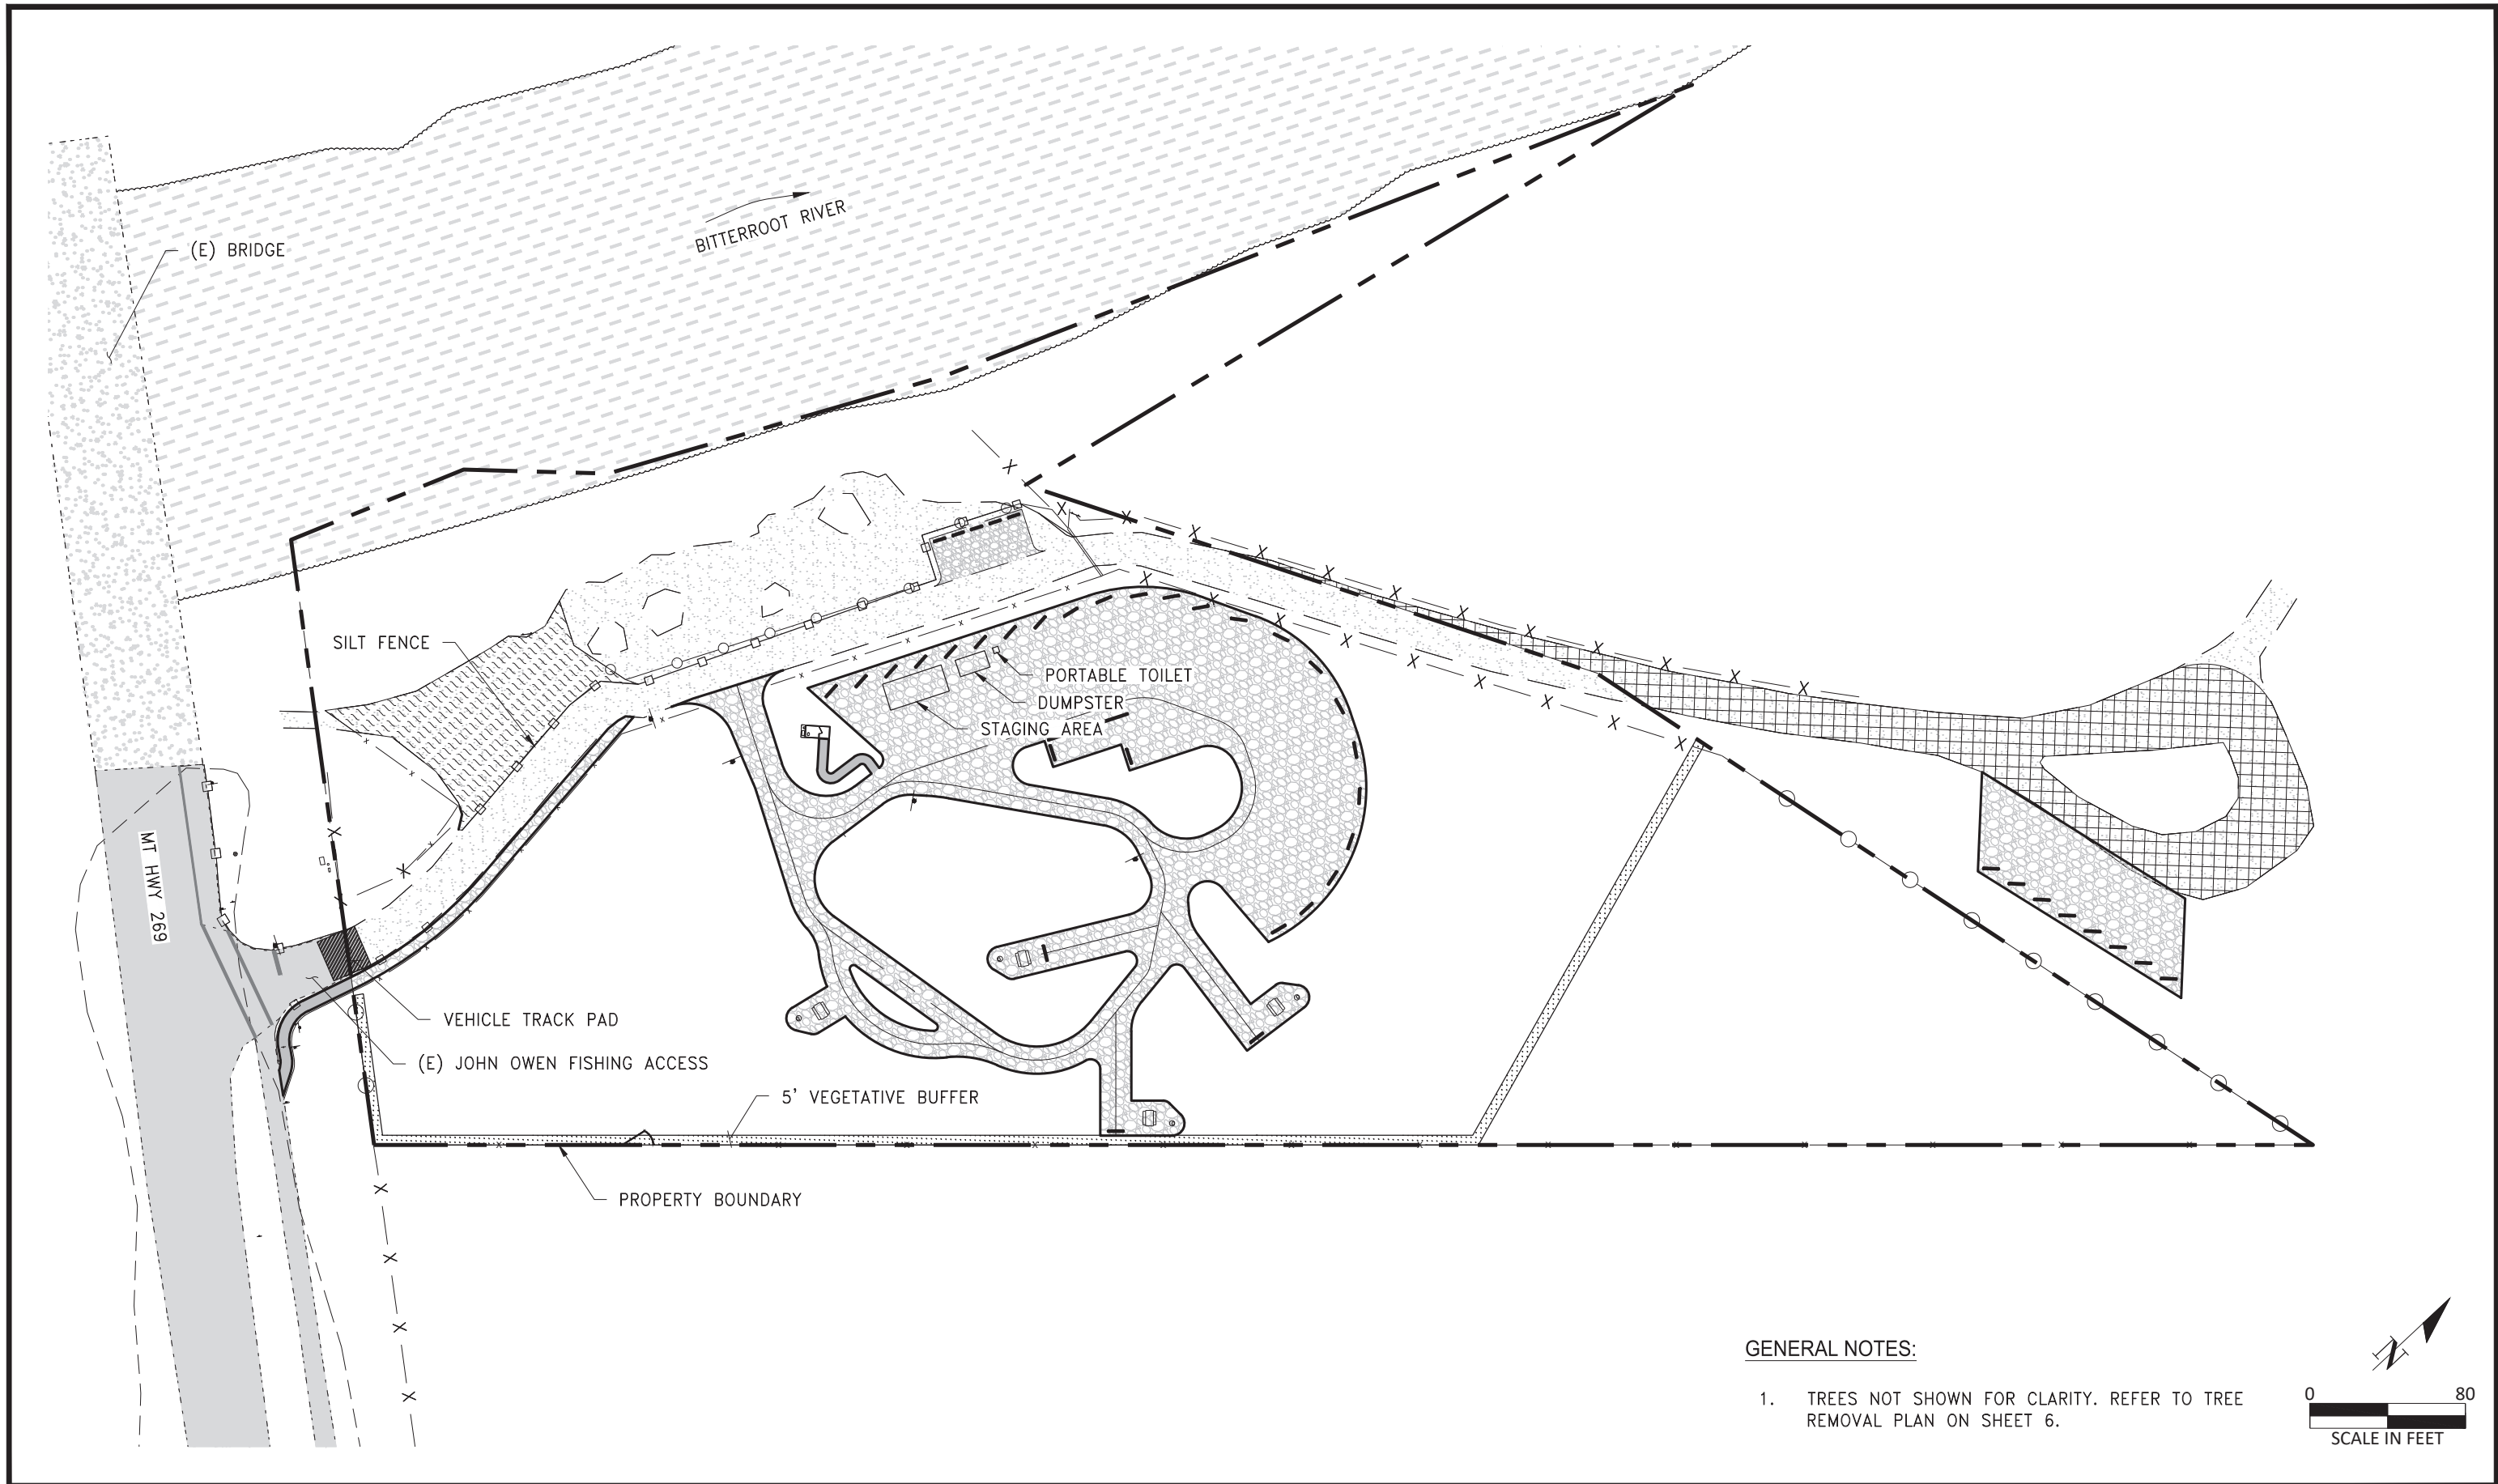 (E) BRIDGE
BITTERROOT RIVER
SILT FENCE
PORTABLE TOILET
DUMPSTER
STAGING AREA
MT HWY 269
VEHICLE TRACK PAD
(E) JOHN OWEN FISHING ACCESS
5' VEGETATIVE BUFFER
PROPERTY BOUNDARY
GENERAL NOTES:
1. TREES NOT SHOWN FOR CLARITY. REFER TO TREE
REMOVAL PLAN ON SHEET 6.
N
0 80
SCALE IN FEET